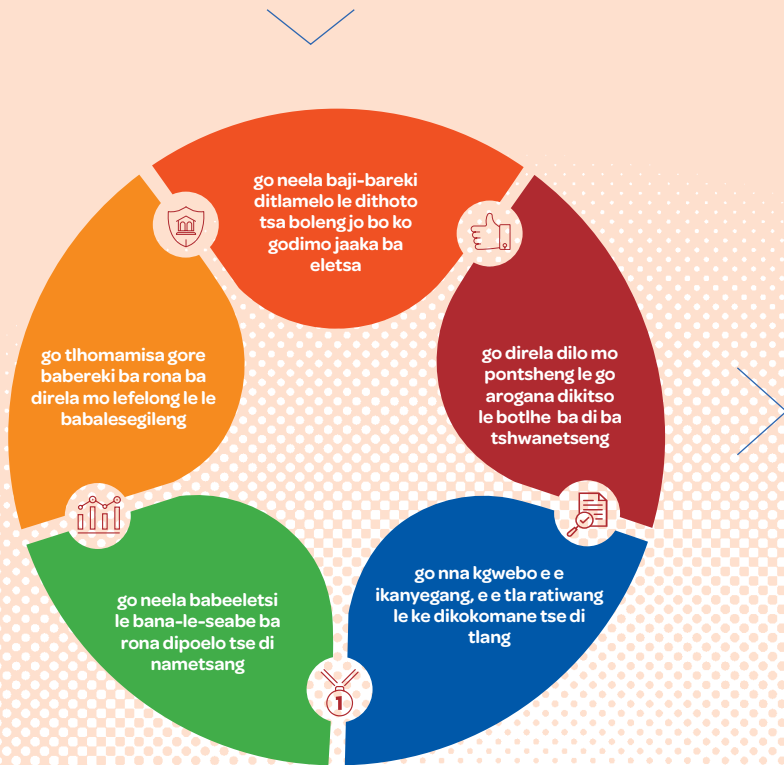 go neela baji-bareki
ditlamelo le dithoto
tsa boleng jo bo ko
godimo jaaka ba
eletsa
go direla dilo mo
pontsheng le go
arogana dikitso
le botlhe ba di ba
tshwanetseng
go nna kgwebo e e
ikanyegang, e e tla ratiwang
le ke dikokomane tse di
tlang
1
go neela babeeletsi
le bana-le-seabe ba
rona dipoelo tse di
nametsang
go tlhomamisa gore
babereki ba rona ba
direla mo lefelong le le
babalesegileng